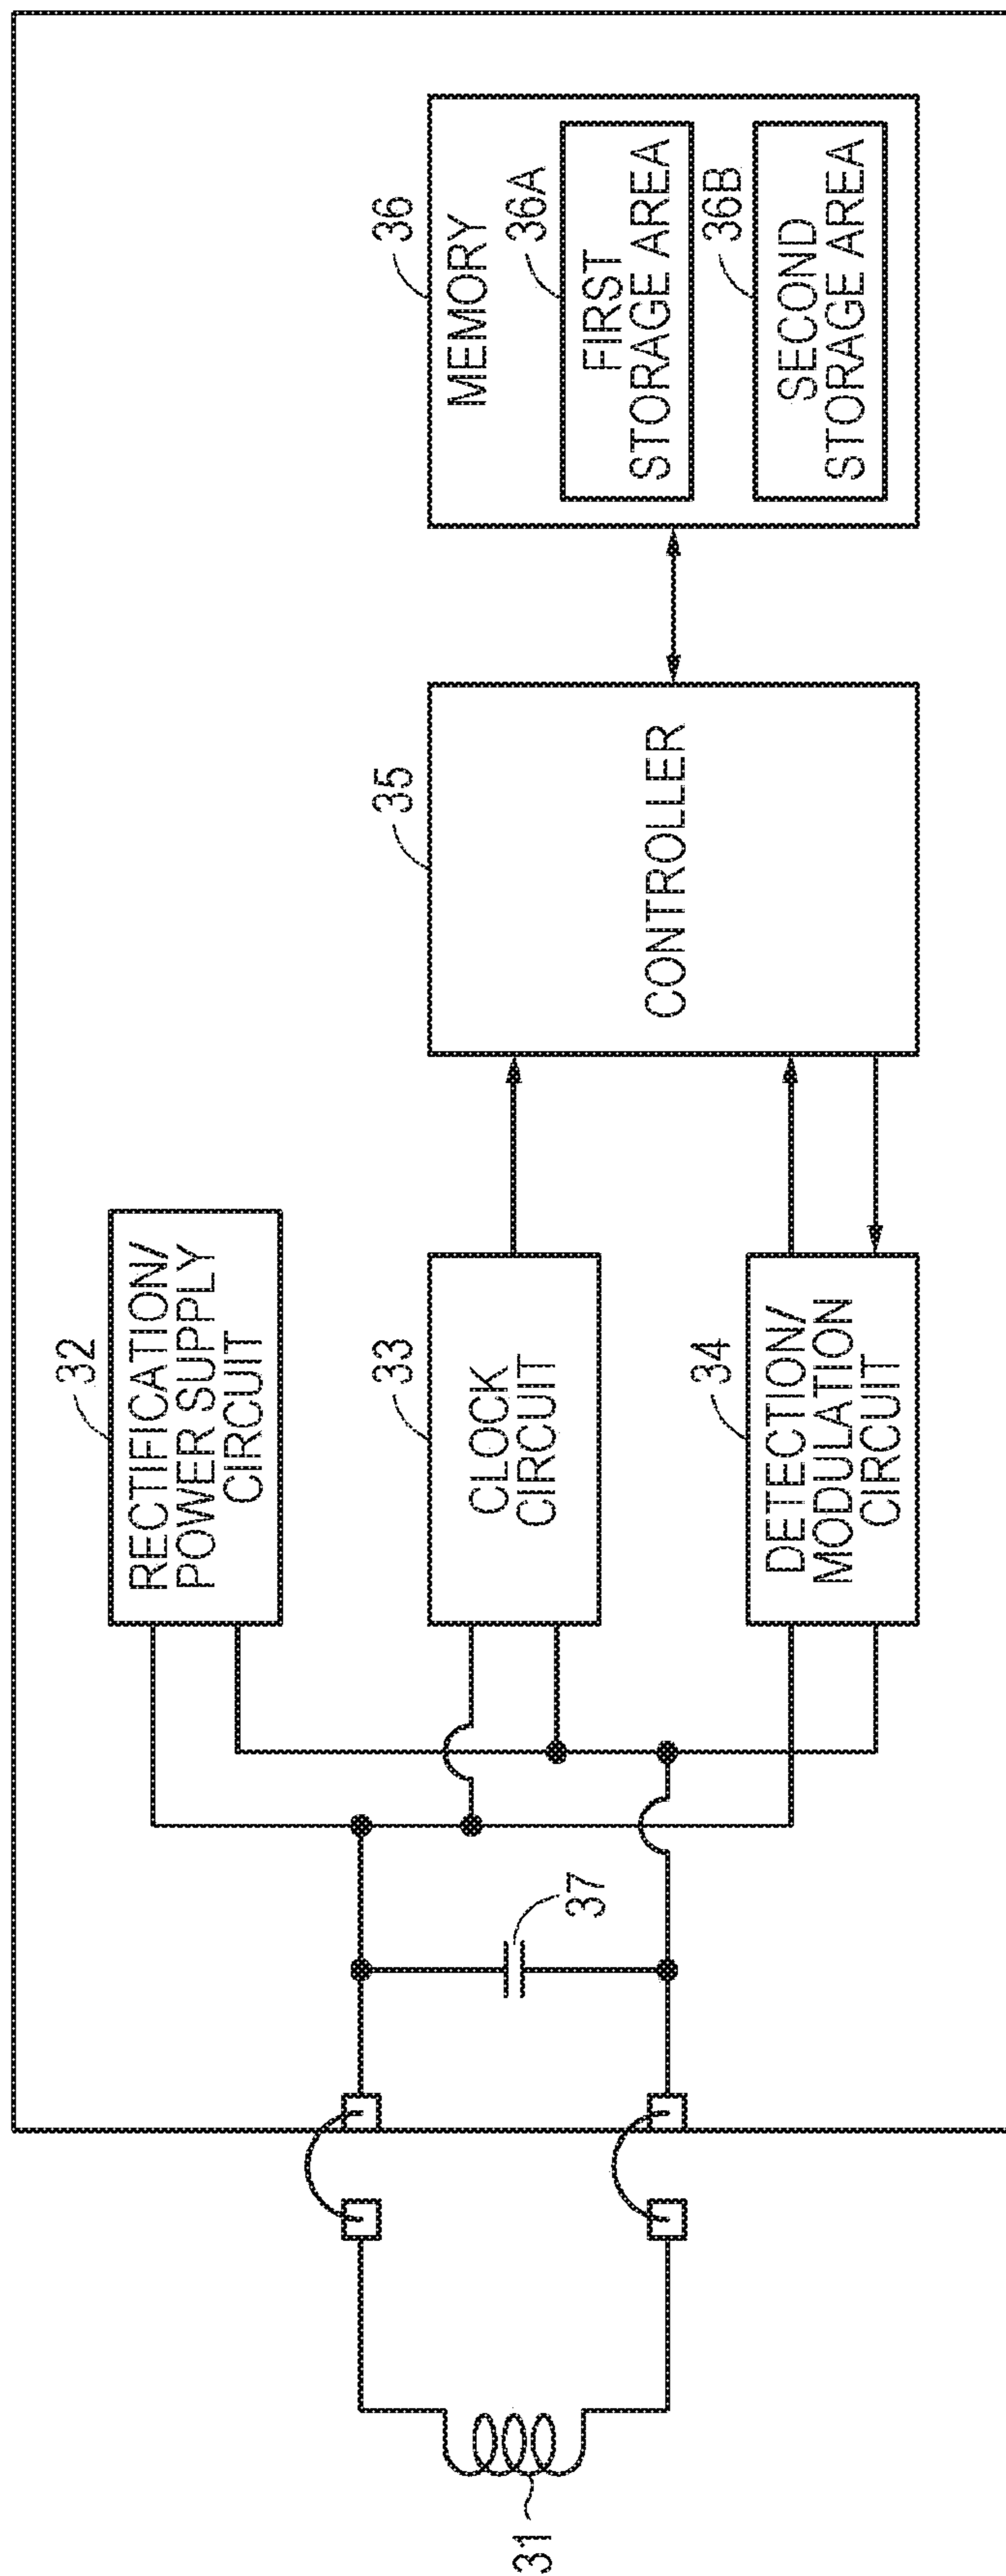 32
RECTIFICATION/
POWER SUPPLY
CIRCUIT
31
37
33
CLOCK
CIRCUIT
35
CONTROLLER
36
MEMORY
36A
FIRST
STORAGE AREA
36B
SECOND
STORAGE AREA
34
DETECTION/
MODULATION
CIRCUIT